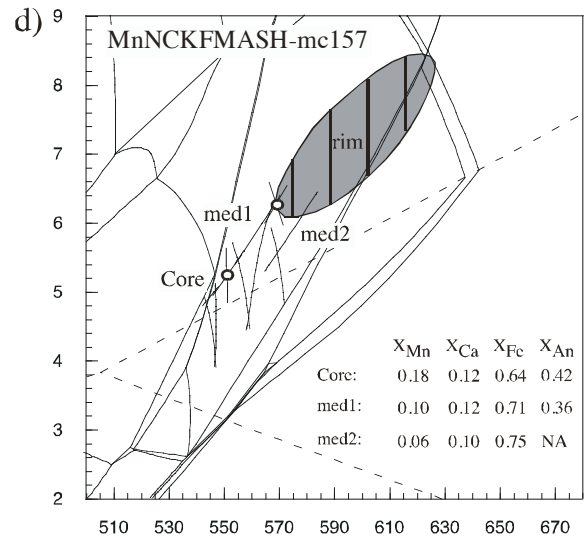 d)
MnNCKFMASH-mc157
9
8
7
6
5
4
3
2
rim
med1
med2
Core
X_Mn X_Ca X_Fe X_An
Core: 0.18 0.12 0.64 0.42
med1: 0.10 0.12 0.71 0.36
med2: 0.06 0.10 0.75 NA
510 530 550 570 590 610 630 650 670